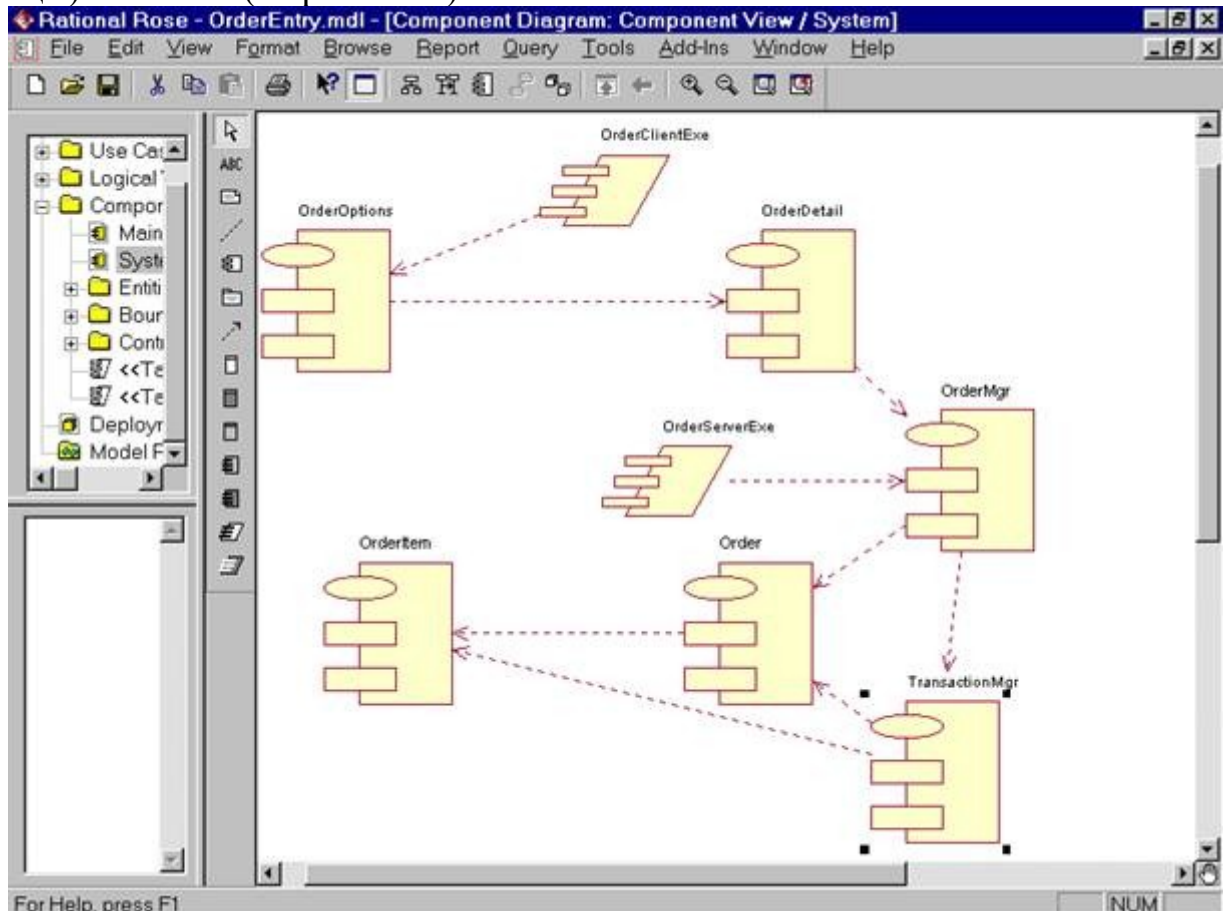 Rational Rose - OrderEntry.mdl - [Component Diagram: Component View / System]
File Edit View Format Browse Report Query Tools Add-Ins Window Help
Use Cas
Logical
Compor
Main
Syste
Entiti
Bour
Conti
<<Te
<<Te
Deployr
Model F
ABC
OrderClientExe
OrderOptions
OrderDetail
OrderMgr
OrderServerExe
OrderItem
Order
TransactionMgr
For Help, press F1
NUM